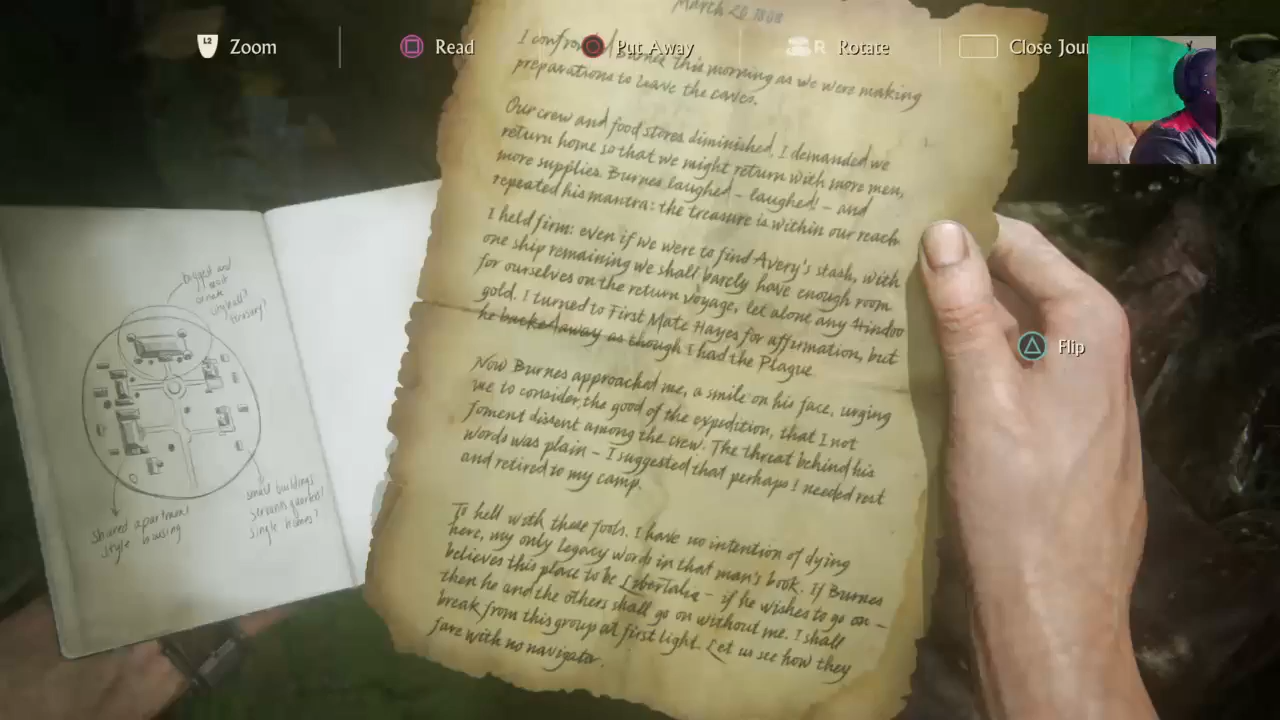 L2 Zoom
Read
Put Away
R Rotate
Close Jou
Flip
March 26 1808
I confron Burnes this morning as we were making
preparations to leave the caves.
Our crew and food stores diminished, I demanded we
return home so that we might return with more men,
more supplies. Burnes laughed – laughed! – and
repeated his mantra: the treasure is within our reach
I held firm: even if we were to find Avery's stash, with
one ship remaining we shall barely have enough room
for ourselves on the return voyage, let alone any Hindoo
gold. I turned to First Mate Hayes for affirmation, but
he backed away as though I had the Plague.
Now Burnes approached me, a smile on his face, urging
me to consider the good of the expedition, that I not
foment dissent among the crew. The threat behind his
words was plain – I suggested that perhaps I needed rest
and retired to my camp.
To hell with these fools. I have no intention of dying
here, my only legacy words in that man's book. If Burnes
believes this place to be Libertalia – if he wishes to go on –
then he and the others shall go on without me. I shall
break from this group at first light. Let us see how they
fare with no navigator.
biggest and
most
ornate
treasury?
shared apartment
style housing
small buildings
servants quarters?
single homes?